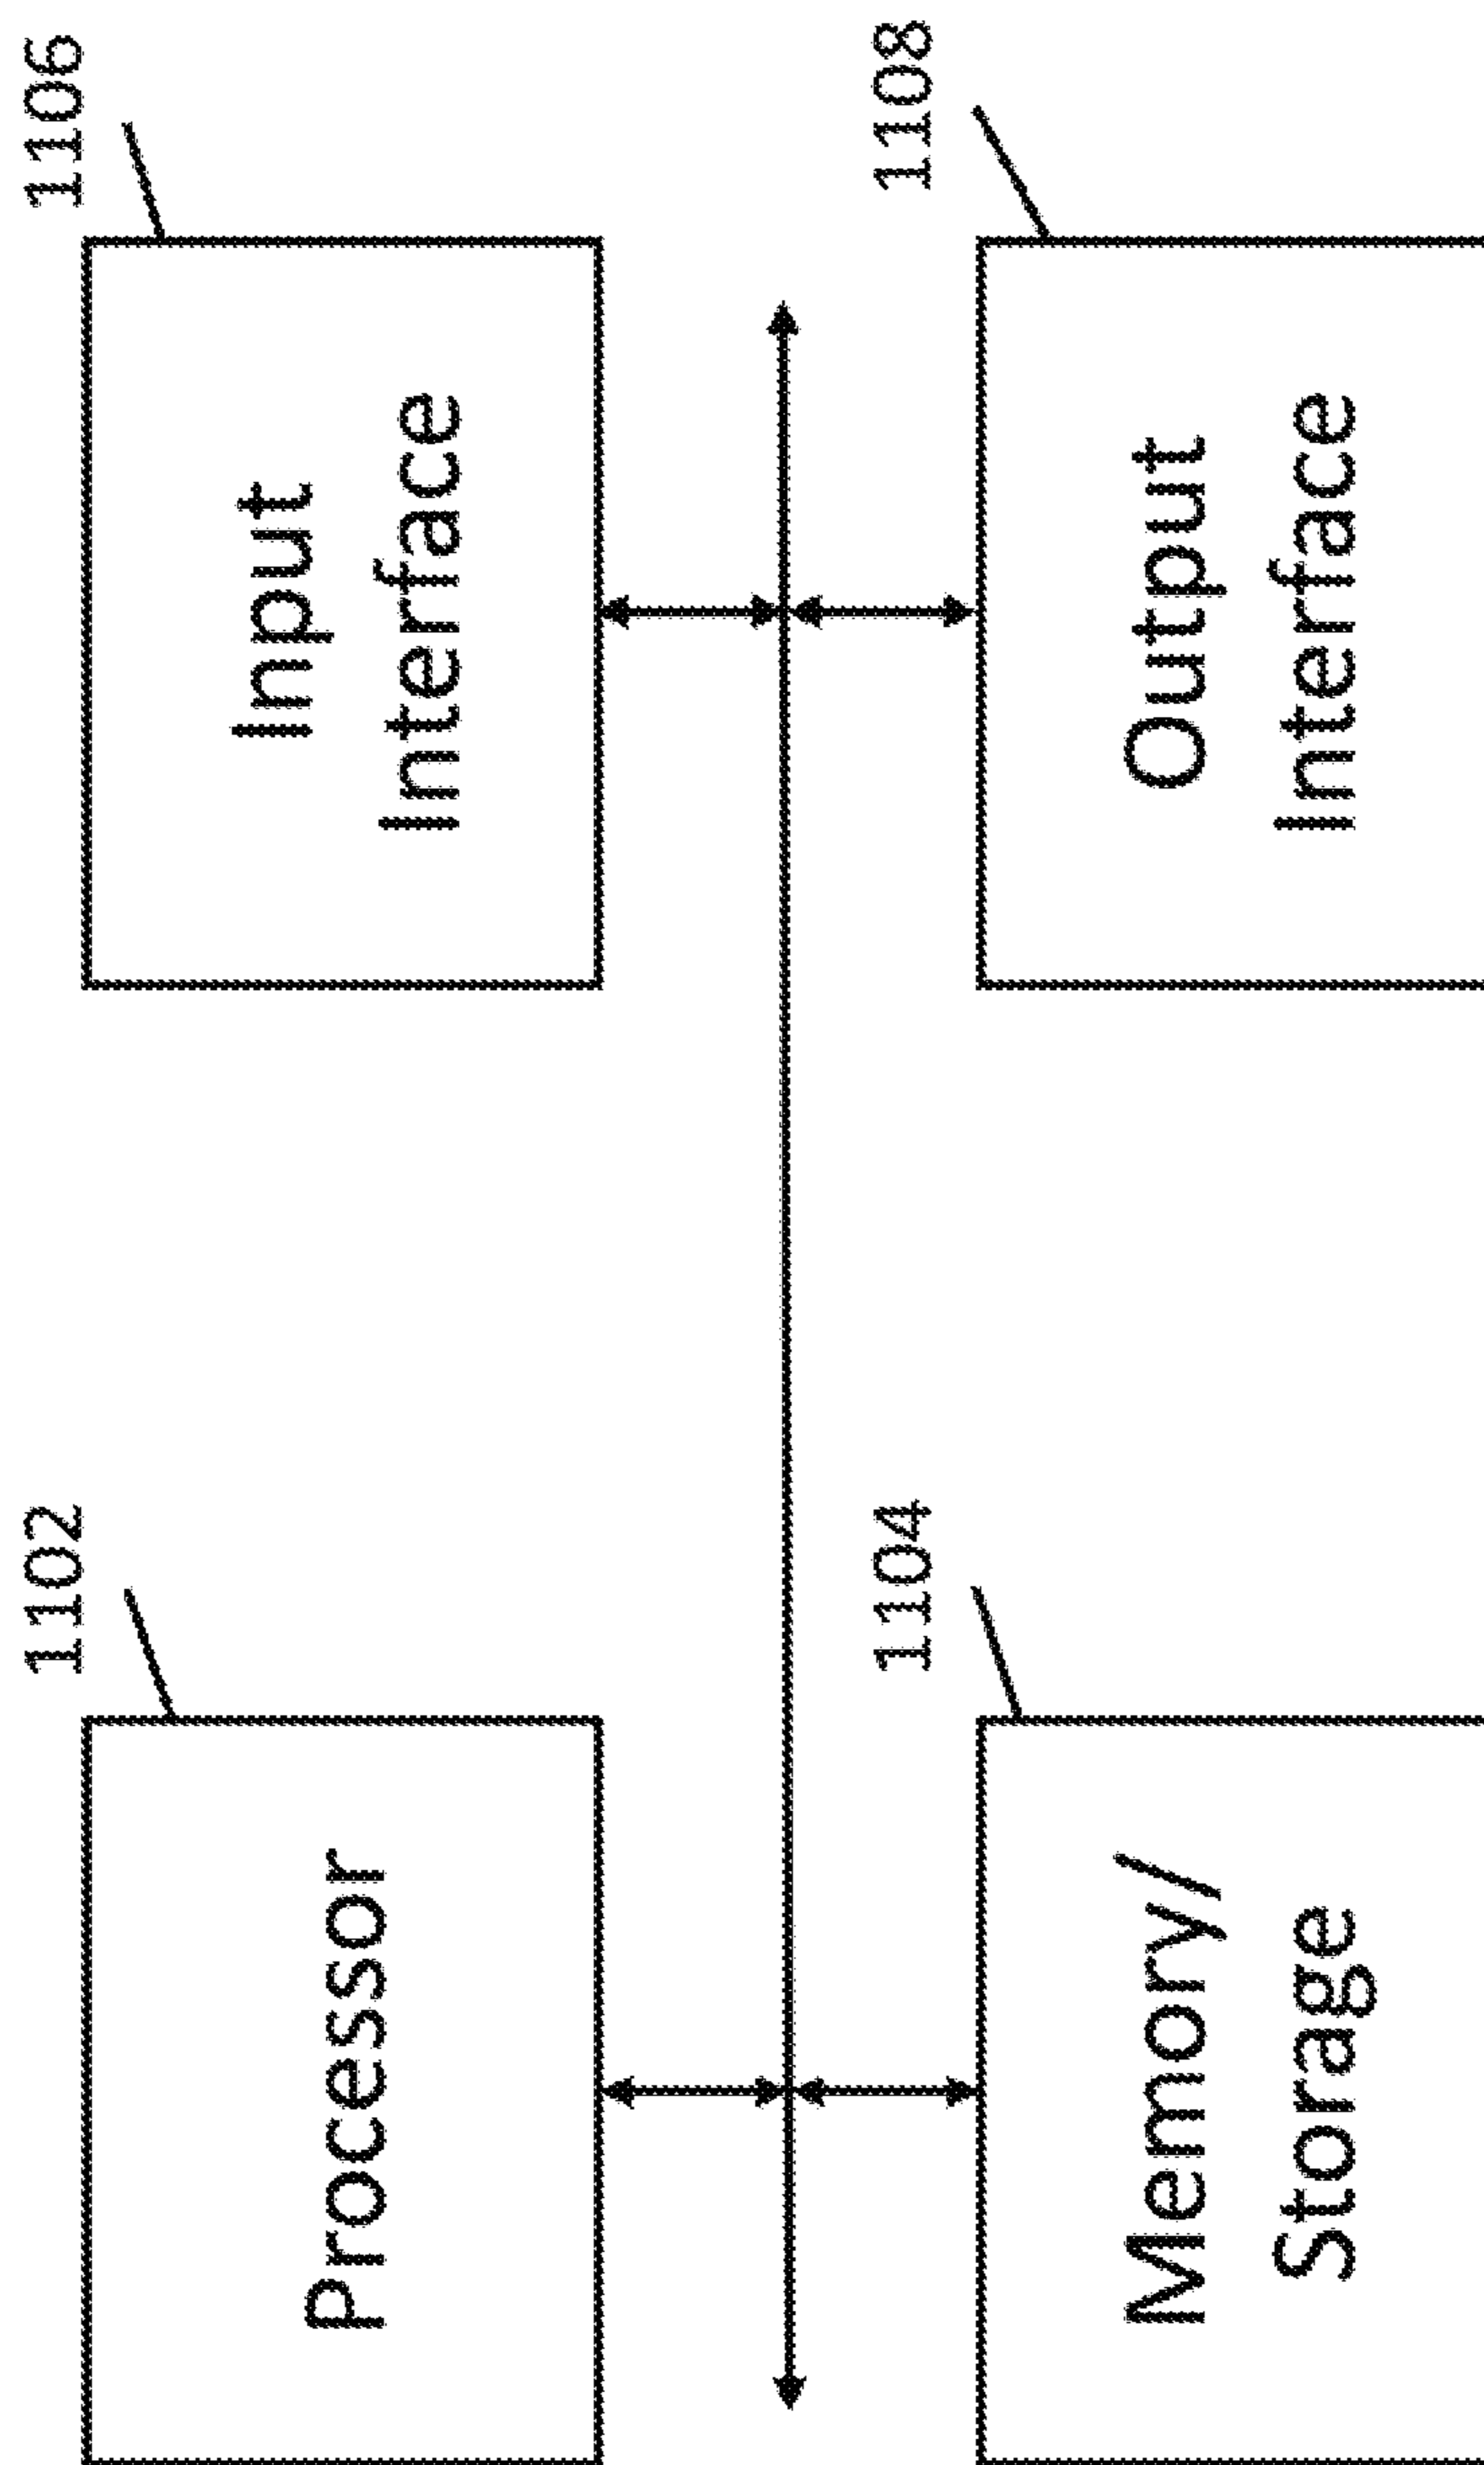 1102
Processor
1106
Input
Interface
1104
Memory/
Storage
1108
Output
Interface